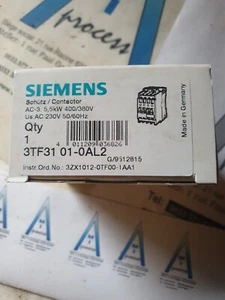 SIEMENS
Schütz / Contactor
AC-3: 5,5kW 400/380V
Us: AC 230V 50/60Hz
Made in Germany
Qty
1
4 011209 036826
3TF31 01-0AL2
G/9512815
Instr.Ord.No.: 3ZX1012-0TF00-1AA1